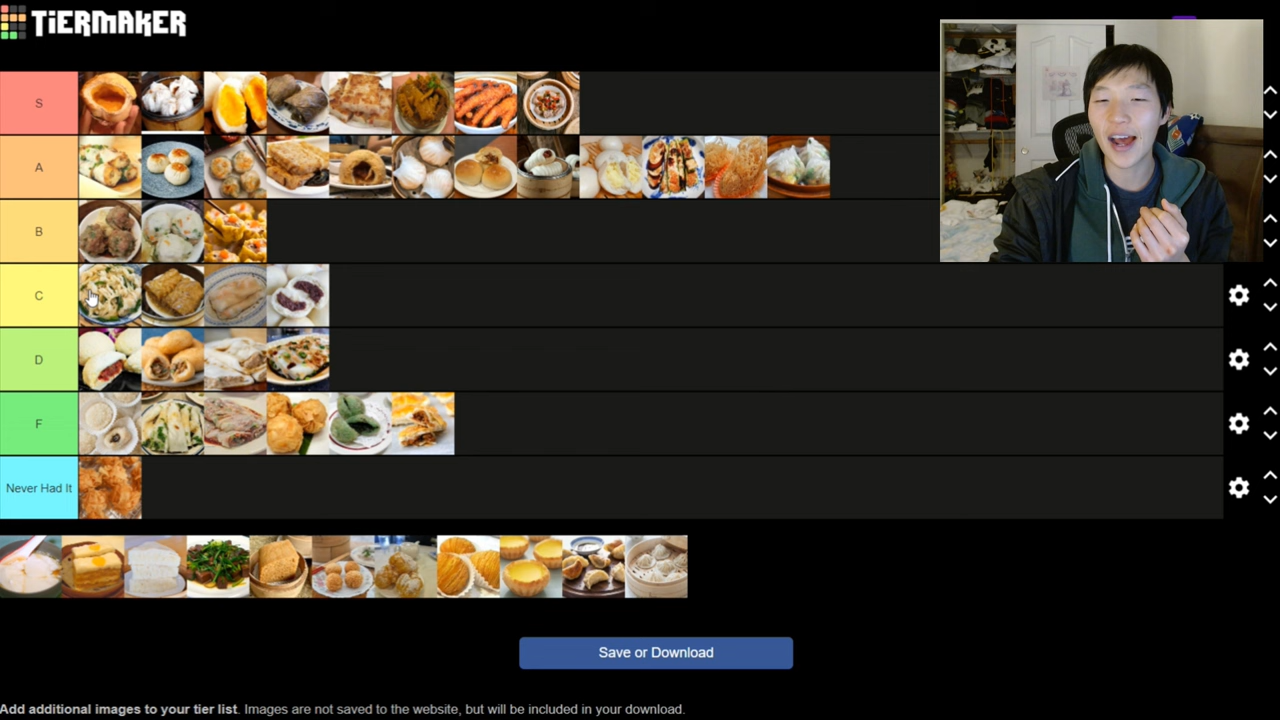 TiERMAKER
S
A
B
C
D
F
Never Had It
Save or Download
Add additional images to your tier list. Images are not saved to the website, but will be included in your download.